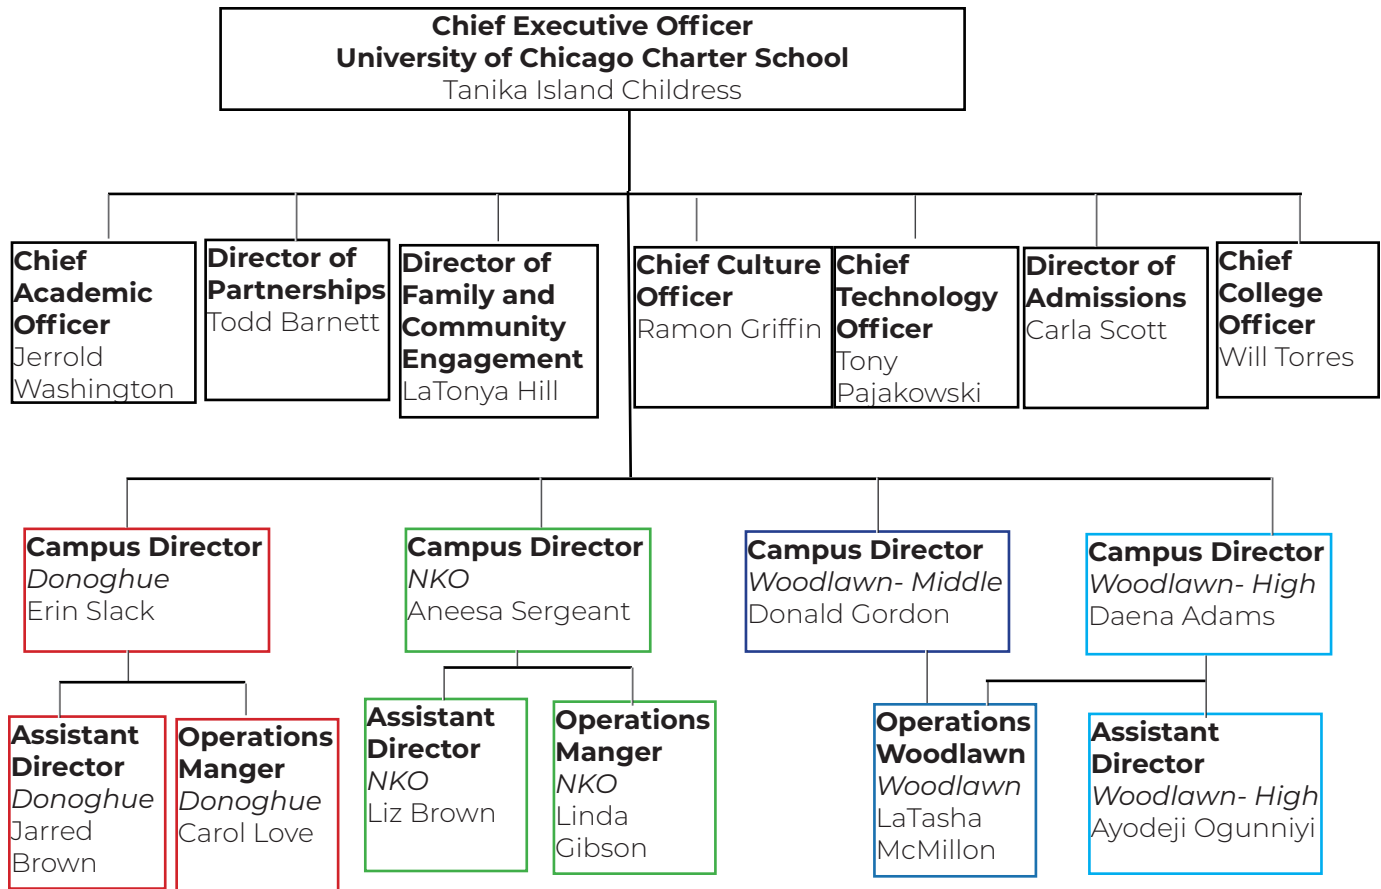 Chief Executive Officer
University of Chicago Charter School
Tanika Island Childress
Chief
Academic
Officer
Jerrold
Washington
Director of
Partnerships
Todd Barnett
Director of
Family and
Community
Engagement
LaTonya Hill
Chief Culture
Officer
Ramon Griffin
Chief
Technology
Officer
Tony
Pajakowski
Director of
Admissions
Carla Scott
Chief
College
Officer
Will Torres
Campus Director
Donoghue
Erin Slack
Campus Director
NKO
Aneesa Sergeant
Campus Director
Woodlawn- Middle
Donald Gordon
Campus Director
Woodlawn- High
Daena Adams
Assistant
Director
Donoghue
Jarred
Brown
Operations
Manger
Donoghue
Carol Love
Assistant
Director
NKO
Liz Brown
Operations
Manger
NKO
Linda
Gibson
Operations
Woodlawn
Woodlawn
LaTasha
McMillon
Assistant
Director
Woodlawn- High
Ayodeji Ogunniyi